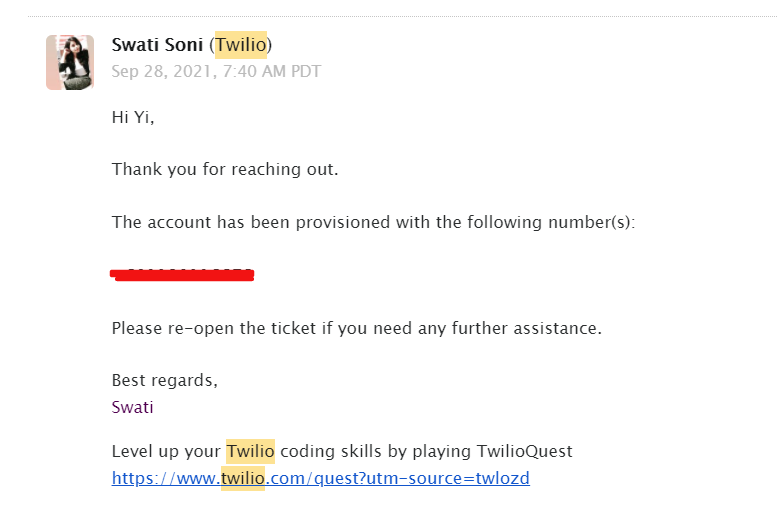 Swati Soni (Twilio)
Sep 28, 2021, 7:40 AM PDT
Hi Yi,
Thank you for reaching out.
The account has been provisioned with the following number(s):
Please re-open the ticket if you need any further assistance.
Best regards,
Swati
Level up your Twilio coding skills by playing TwilioQuest
https://www.twilio.com/quest?utm-source=twlozd